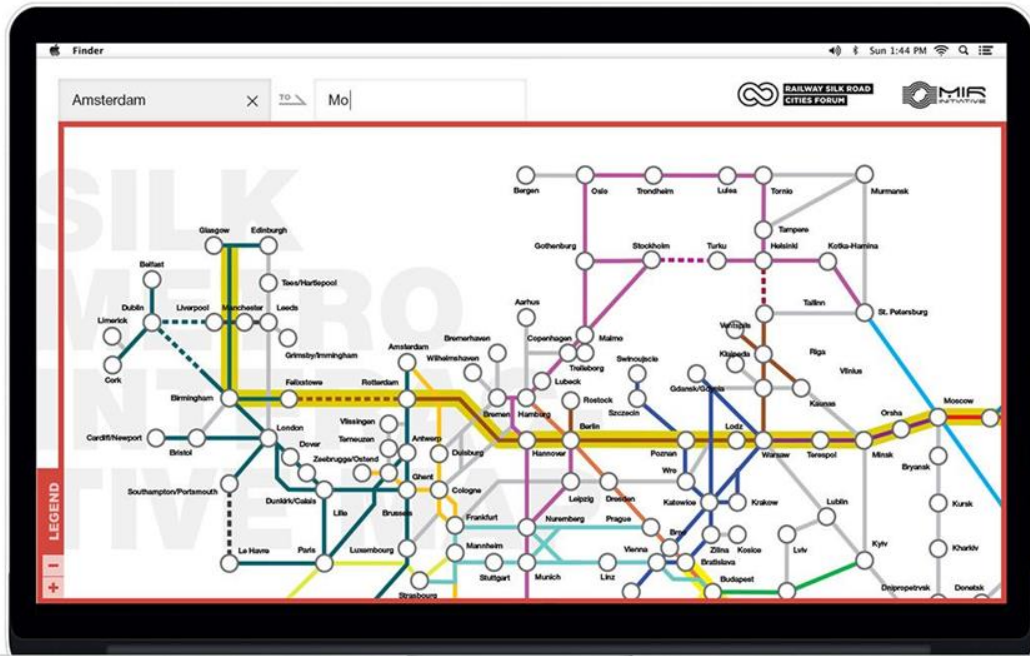 Finder
Sun 1:44 PM
Amsterdam
TO
Mo
RAILWAY SILK ROAD
CITIES FORUM
MIR
INITIATIVE
SILK
METRO
INTERAC
TIVE MAP
Bergen
Oslo
Trondheim
Lulea
Tornio
Murmansk
Glasgow
Edinburgh
Tampere
Gothenburg
Stockholm
Turku
Helsinki
Kotka-Hamina
Belfast
Tees/Hartlepool
Dublin
Liverpool
Manchester
Leeds
Aarhus
Tallinn
St. Petersburg
Limerick
Grimsby/Immingham
Bremerhaven
Copenhagen
Malmo
Ventspils
Cork
Amsterdam
Wilhelmshaven
Trelleborg
Swinoujscie
Klaipeda
Riga
Vilnius
Birmingham
Felixstowe
Rotterdam
Lubeck
Rostock
Gdansk/Gdynia
Kaunas
Bremen
Hamburg
Szczecin
Orsha
Moscow
Cardiff/Newport
Bristol
London
Vlissingen
Terneuzen
Antwerp
Berlin
Lodz
Dover
Zeebrugge/Ostend
Duisburg
Hannover
Poznan
Warsaw
Terespol
Minsk
Bryansk
Wro
Southampton/Portsmouth
Dunkirk/Calais
Ghent
Cologne
Leipzig
Dresden
Katowice
Krakow
Lublin
Kursk
Lille
Brussels
Frankfurt
Nuremberg
Prague
Brno
Le Havre
Paris
Luxembourg
Mannheim
Vienna
Zilina
Kosice
Lviv
Kyiv
Kharkiv
Stuttgart
Munich
Linz
Bratislava
Strasbourg
Budapest
Dnipropetrvsk
Donetsk
LEGEND
−
+